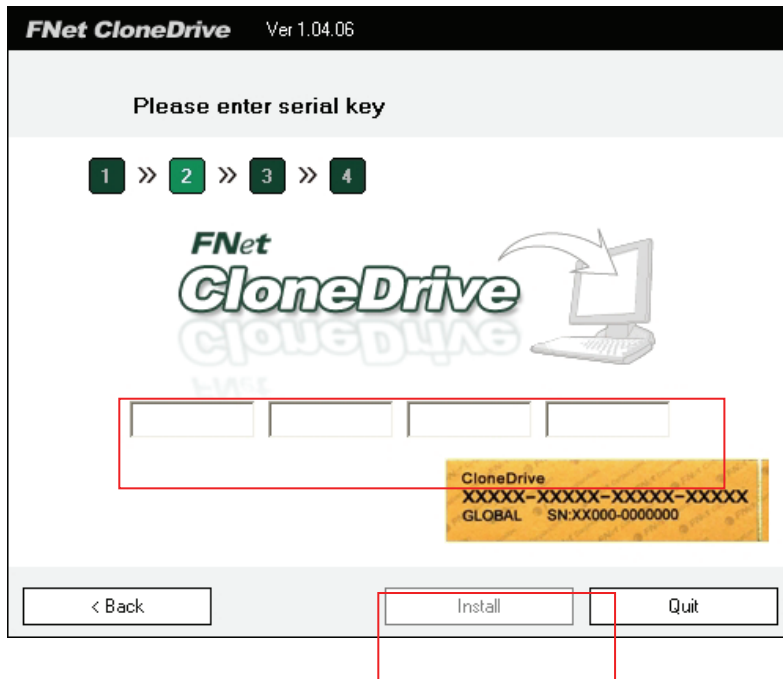 FNet CloneDrive Ver 1.04.06
Please enter serial key
1 » 2 » 3 » 4
FNet
CloneDrive
CloneDrive
XXXXX-XXXXX-XXXXX-XXXXX
GLOBAL SN:XX000-0000000
< Back Install Quit